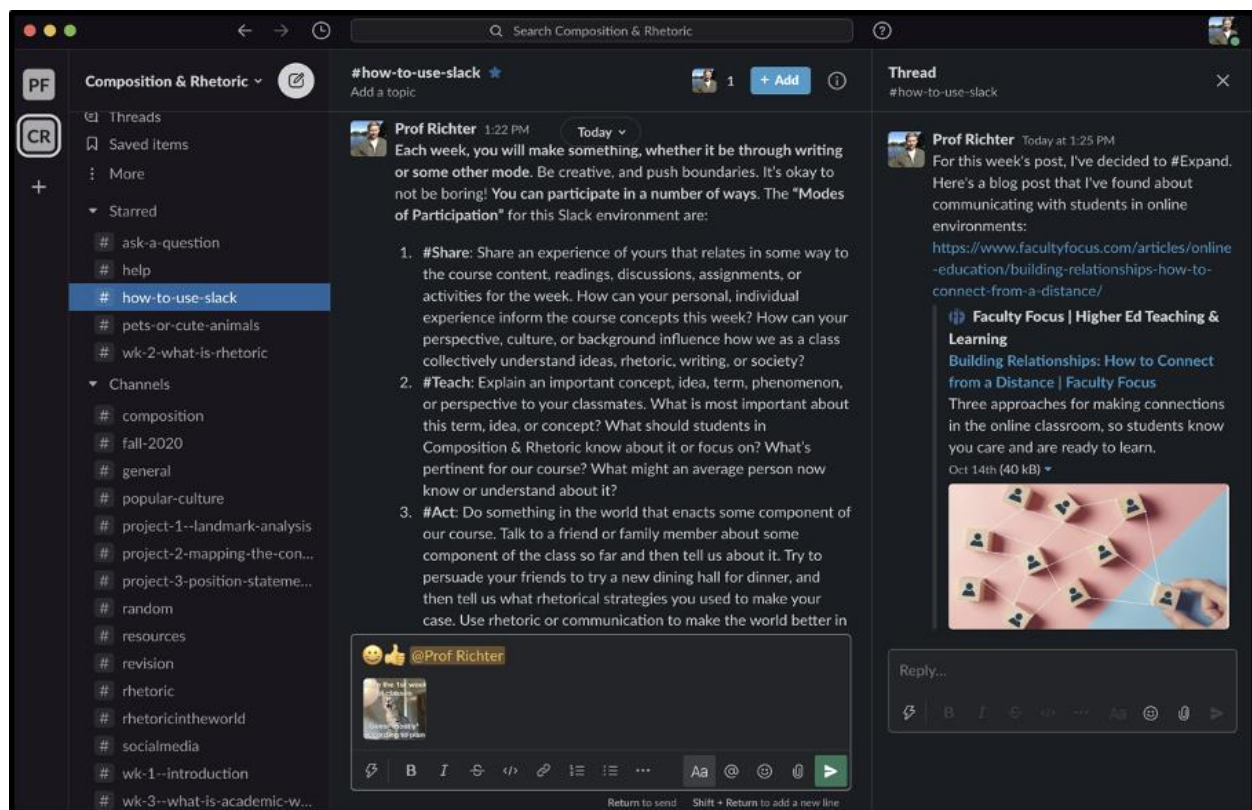 Search Composition & Rhetoric
PF
CR
Composition & Rhetoric
Threads
Saved items
More
Starred
# ask-a-question
# help
# how-to-use-slack
# pets-or-cute-animals
# wk-2-what-is-rhetoric
Channels
# composition
# fall-2020
# general
# popular-culture
# project-1--landmark-analysis
# project-2-mapping-the-con...
# project-3-position-stateme...
# random
# resources
# revision
# rhetoric
# rhetoricintheworld
# socialmedia
# wk-1--introduction
# wk-3--what-is-academic-w...
#how-to-use-slack
Add a topic
1
+ Add
Prof Richter 1:22 PM
Today
Each week, you will make something, whether it be through writing
or some other mode. Be creative, and push boundaries. It's okay to
not be boring! You can participate in a number of ways. The “Modes
of Participation” for this Slack environment are:
1. #Share: Share an experience of yours that relates in some way to
the course content, readings, discussions, assignments, or
activities for the week. How can your personal, individual
experience inform the course concepts this week? How can your
perspective, culture, or background influence how we as a class
collectively understand ideas, rhetoric, writing, or society?
2. #Teach: Explain an important concept, idea, term, phenomenon,
or perspective to your classmates. What is most important about
this term, idea, or concept? What should students in
Composition & Rhetoric know about it or focus on? What's
pertinent for our course? What might an average person now
know or understand about it?
3. #Act: Do something in the world that enacts some component of
our course. Talk to a friend or family member about some
component of the class so far and then tell us about it. Try to
persuade your friends to try a new dining hall for dinner, and
then tell us what rhetorical strategies you used to make your
case. Use rhetoric or communication to make the world better in
@Prof Richter
the 1st week
according to plan
B I S </> Aa @
Return to send Shift + Return to add a new line
Thread
#how-to-use-slack
Prof Richter Today at 1:25 PM
For this week's post, I've decided to #Expand.
Here's a blog post that I've found about
communicating with students in online
environments:
https://www.facultyfocus.com/articles/online
-education/building-relationships-how-to-
connect-from-a-distance/
Faculty Focus | Higher Ed Teaching &
Learning
Building Relationships: How to Connect
from a Distance | Faculty Focus
Three approaches for making connections
in the online classroom, so students know
you care and are ready to learn.
Oct 14th (40 kB)
Reply...
B I S </> Aa